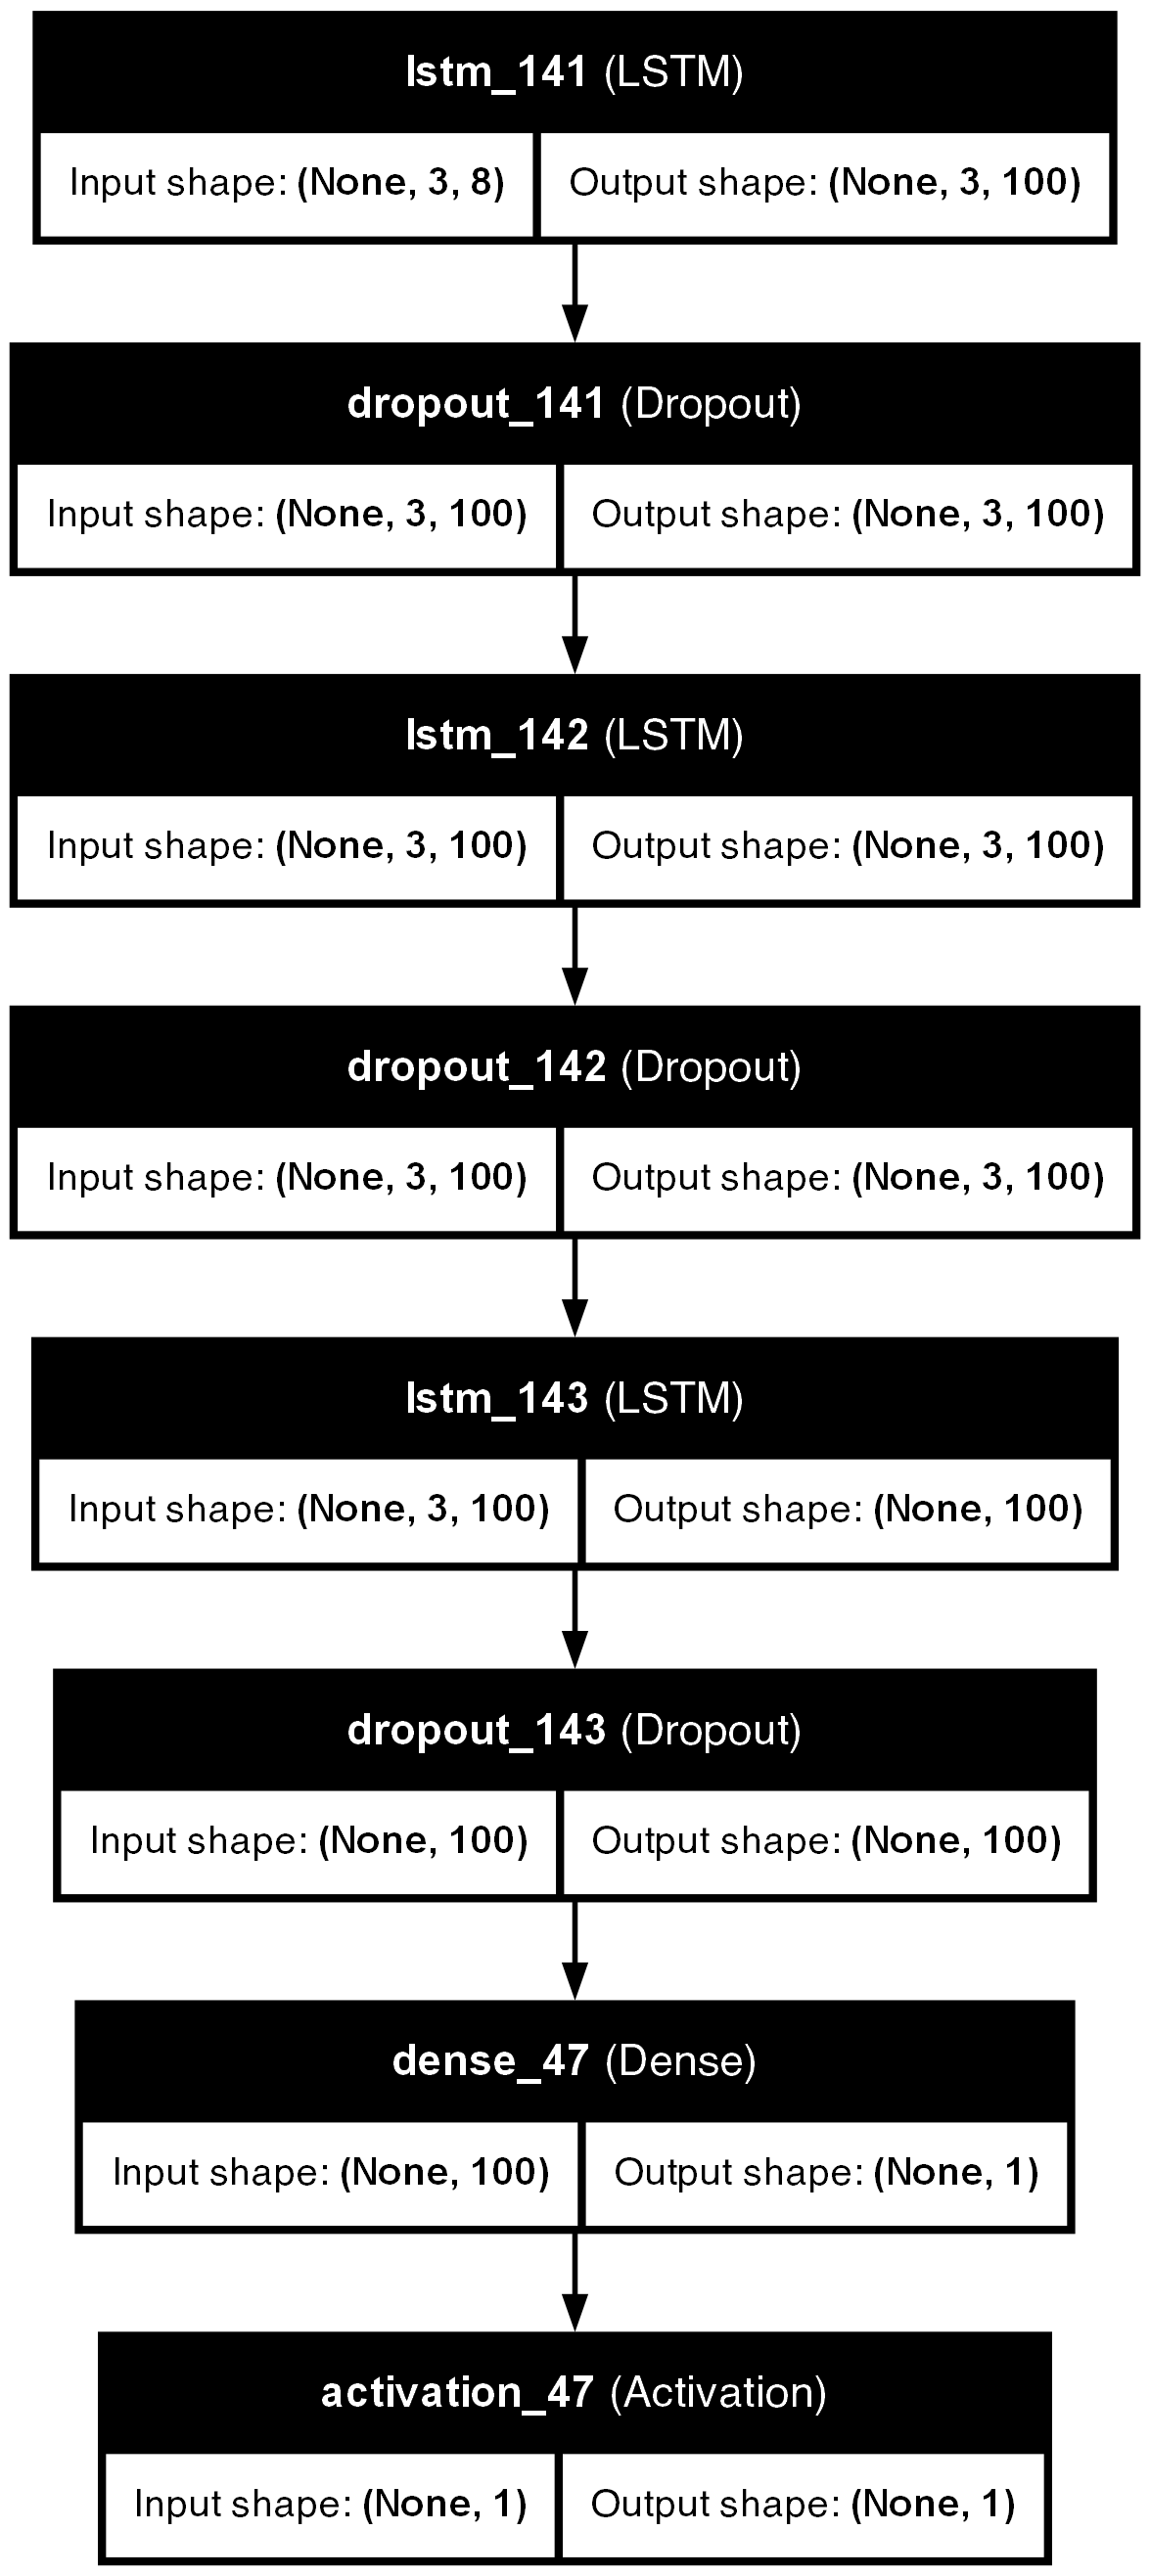 lstm_141 (LSTM)
Input shape: (None, 3, 8) Output shape: (None, 3, 100)
dropout_141 (Dropout)
Input shape: (None, 3, 100) Output shape: (None, 3, 100)
lstm_142 (LSTM)
Input shape: (None, 3, 100) Output shape: (None, 3, 100)
dropout_142 (Dropout)
Input shape: (None, 3, 100) Output shape: (None, 3, 100)
lstm_143 (LSTM)
Input shape: (None, 3, 100) Output shape: (None, 100)
dropout_143 (Dropout)
Input shape: (None, 100) Output shape: (None, 100)
dense_47 (Dense)
Input shape: (None, 100) Output shape: (None, 1)
activation_47 (Activation)
Input shape: (None, 1) Output shape: (None, 1)